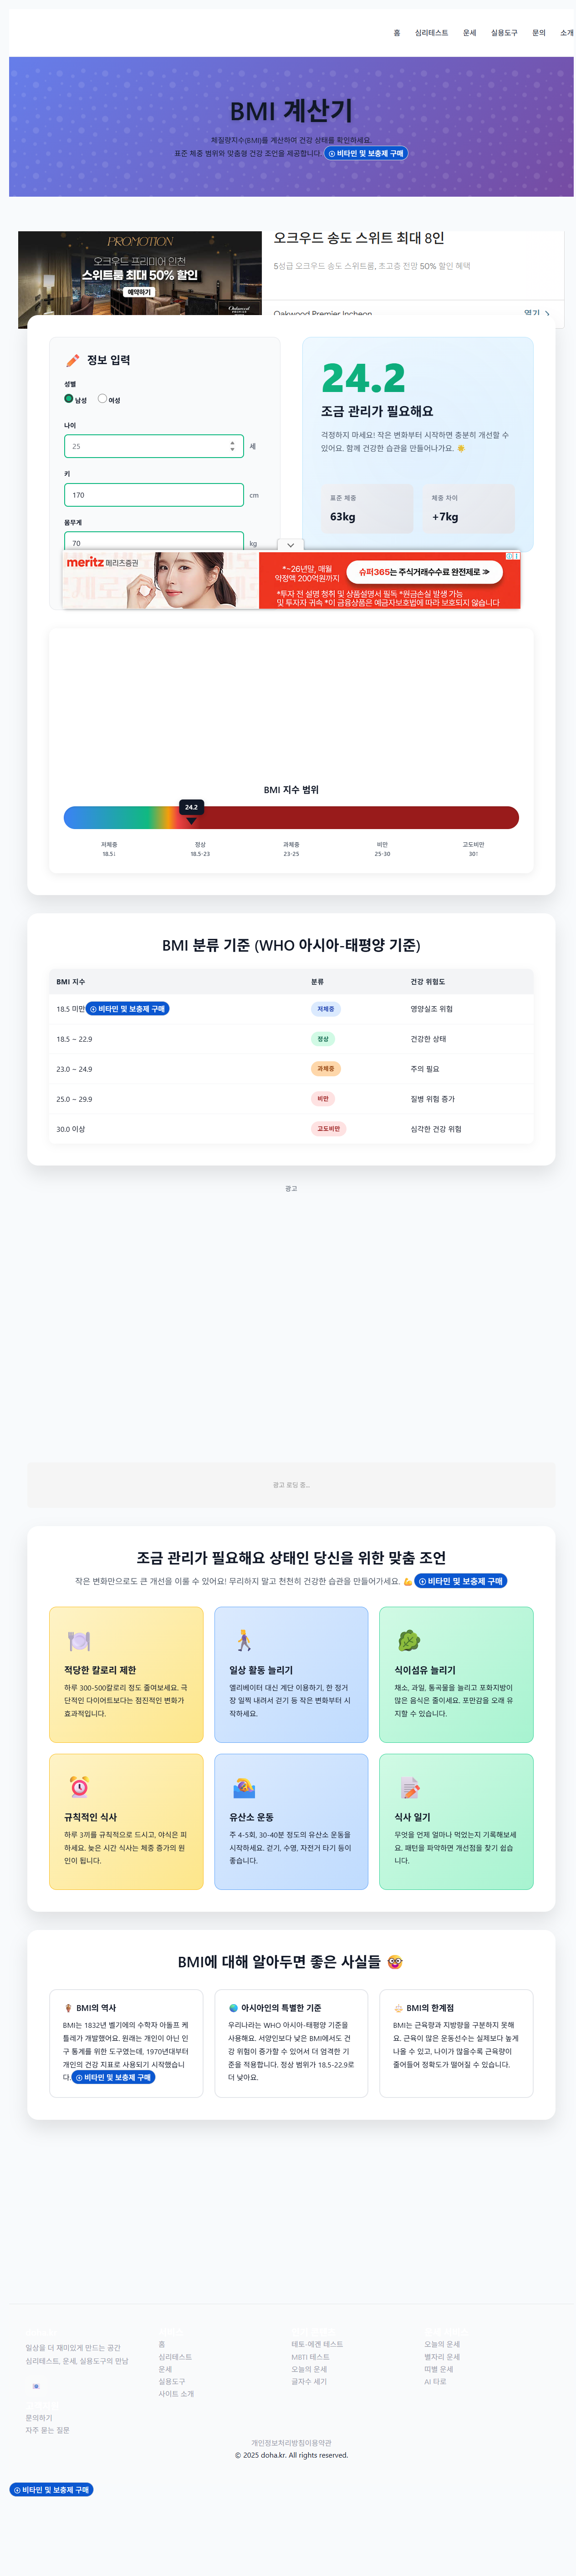 홈 심리테스트 운세 실용도구 문의 소개
BMI 계산기
체질량지수(BMI)를 계산하여 건강 상태를 확인하세요.
표준 체중 범위와 맞춤형 건강 조언을 제공합니다. 비타민 및 보충제 구매
PROMOTION
오크우드 프리미어 인천
스위트룸 최대 50% 할인
예약하기
오크우드 송도 스위트 최대 8인
5성급 오크우드 송도 스위트룸, 초고층 전망 50% 할인 혜택
Oakwood Premier Incheon
열기
정보 입력
성별
남성 여성
나이
25 세
키
170 cm
몸무게
70 kg
24.2
조금 관리가 필요해요
걱정하지 마세요! 작은 변화부터 시작하면 충분히 개선할 수
있어요. 함께 건강한 습관을 만들어나가요. ☀️
표준 체중
63kg
체중 차이
+7kg
meritz 메리츠증권
*~26년말, 매월
약정액 200억원까지
슈퍼365는 주식거래수수료 완전제로 ≫
*투자 전 설명 청취 및 상품설명서 필독 *원금손실 발생 가능
및 투자자 귀속 *이 금융상품은 예금자보호법에 따라 보호되지 않습니다
BMI 지수 범위
24.2
저체중 정상 과체중 비만 고도비만
18.5↓ 18.5-23 23-25 25-30 30↑
BMI 분류 기준 (WHO 아시아-태평양 기준)
BMI 지수 분류 건강 위험도
18.5 미만 비타민 및 보충제 구매 저체중 영양실조 위험
18.5 ~ 22.9 정상 건강한 상태
23.0 ~ 24.9 과체중 주의 필요
25.0 ~ 29.9 비만 질병 위험 증가
30.0 이상 고도비만 심각한 건강 위험
광고
광고 로딩 중...
조금 관리가 필요해요 상태인 당신을 위한 맞춤 조언
작은 변화만으로도 큰 개선을 이룰 수 있어요! 무리하지 말고 천천히 건강한 습관을 만들어가세요. 💪 비타민 및 보충제 구매
적당한 칼로리 제한
하루 300-500칼로리 정도 줄여보세요. 극
단적인 다이어트보다는 점진적인 변화가
효과적입니다.
일상 활동 늘리기
엘리베이터 대신 계단 이용하기, 한 정거
장 일찍 내려서 걷기 등 작은 변화부터 시
작하세요.
식이섬유 늘리기
채소, 과일, 통곡물을 늘리고 포화지방이
많은 음식은 줄이세요. 포만감을 오래 유
지할 수 있습니다.
규칙적인 식사
하루 3끼를 규칙적으로 드시고, 야식은 피
하세요. 늦은 시간 식사는 체중 증가의 원
인이 됩니다.
유산소 운동
주 4-5회, 30-40분 정도의 유산소 운동을
시작하세요. 걷기, 수영, 자전거 타기 등이
좋습니다.
식사 일기
무엇을 언제 얼마나 먹었는지 기록해보세
요. 패턴을 파악하면 개선점을 찾기 쉽습
니다.
BMI에 대해 알아두면 좋은 사실들 🤓
BMI의 역사
BMI는 1832년 벨기에의 수학자 아돌프 케
틀레가 개발했어요. 원래는 개인이 아닌 인
구 통계를 위한 도구였는데, 1970년대부터
개인의 건강 지표로 사용되기 시작했습니
다. 비타민 및 보충제 구매
아시아인의 특별한 기준
우리나라는 WHO 아시아-태평양 기준을
사용해요. 서양인보다 낮은 BMI에서도 건
강 위험이 증가할 수 있어서 더 엄격한 기
준을 적용합니다. 정상 범위가 18.5-22.9로
더 낮아요.
BMI의 한계점
BMI는 근육량과 지방량을 구분하지 못해
요. 근육이 많은 운동선수는 실제보다 높게
나올 수 있고, 나이가 많을수록 근육량이
줄어들어 정확도가 떨어질 수 있습니다.
일상을 더 재미있게 만드는 공간
심리테스트, 운세, 실용도구의 만남
문의하기
자주 묻는 질문
홈
심리테스트
운세
실용도구
사이트 소개
테토-에겐 테스트
MBTI 테스트
오늘의 운세
글자수 세기
오늘의 운세
별자리 운세
띠별 운세
AI 타로
개인정보처리방침이용약관
© 2025 doha.kr. All rights reserved.
비타민 및 보충제 구매